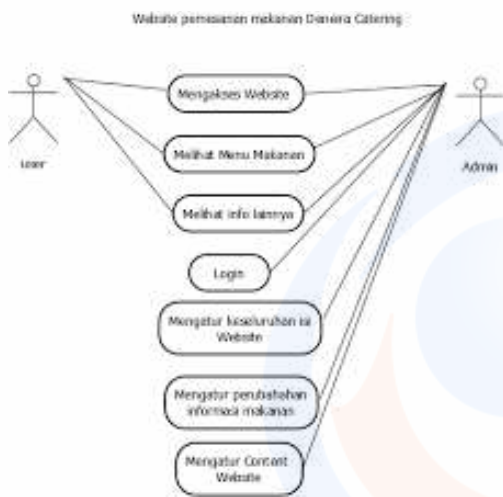 Website pemesanan makanan Catering
Mengakses Website
Melihat Menu Makanan
user
Admin
Melihat info lainnya
Login
Mengatur keseluruhan isi
Website
Mengatur perubahahan
informasi makanan
Mengatur Content
Website